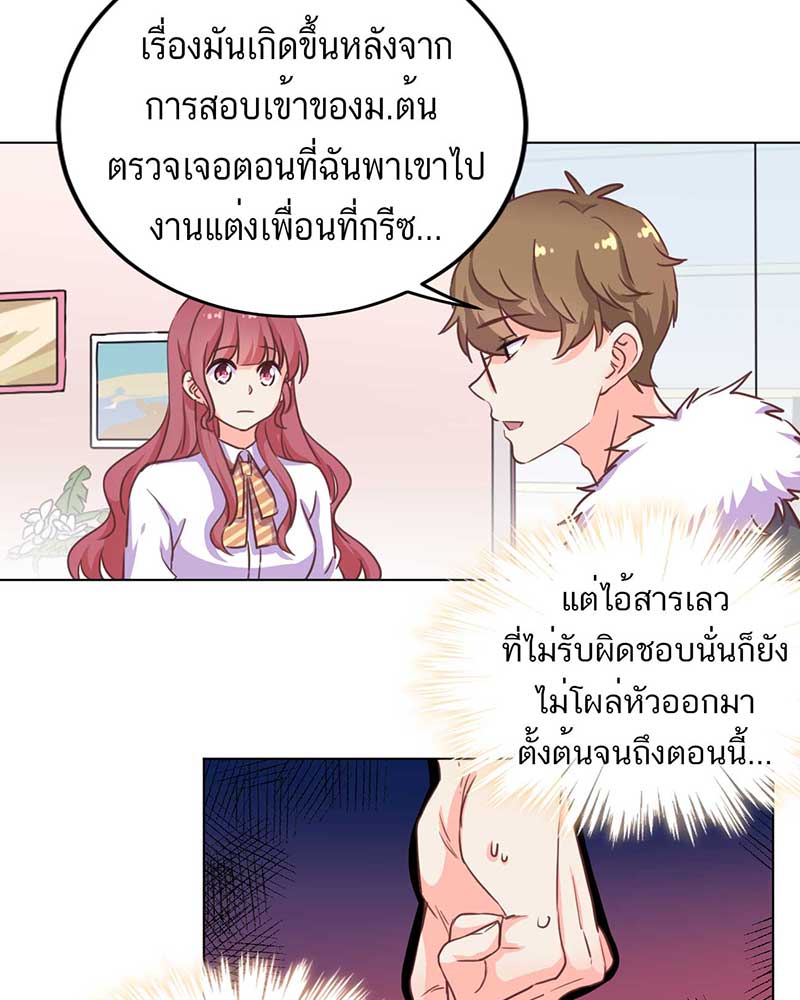 เรื่องมันเกิดขึ้นหลังจาก
การสอบเข้าของม.ต้น
ตรวจเจอตอนที่ฉันพาเขาไป
งานแต่งเพื่อนที่กรีซ...
แต่ไอ้สารเลว
ที่ไม่รับผิดชอบนั่นก็ยัง
ไม่โผล่หัวออกมา
ตั้งต้นจนถึงตอนนี้...